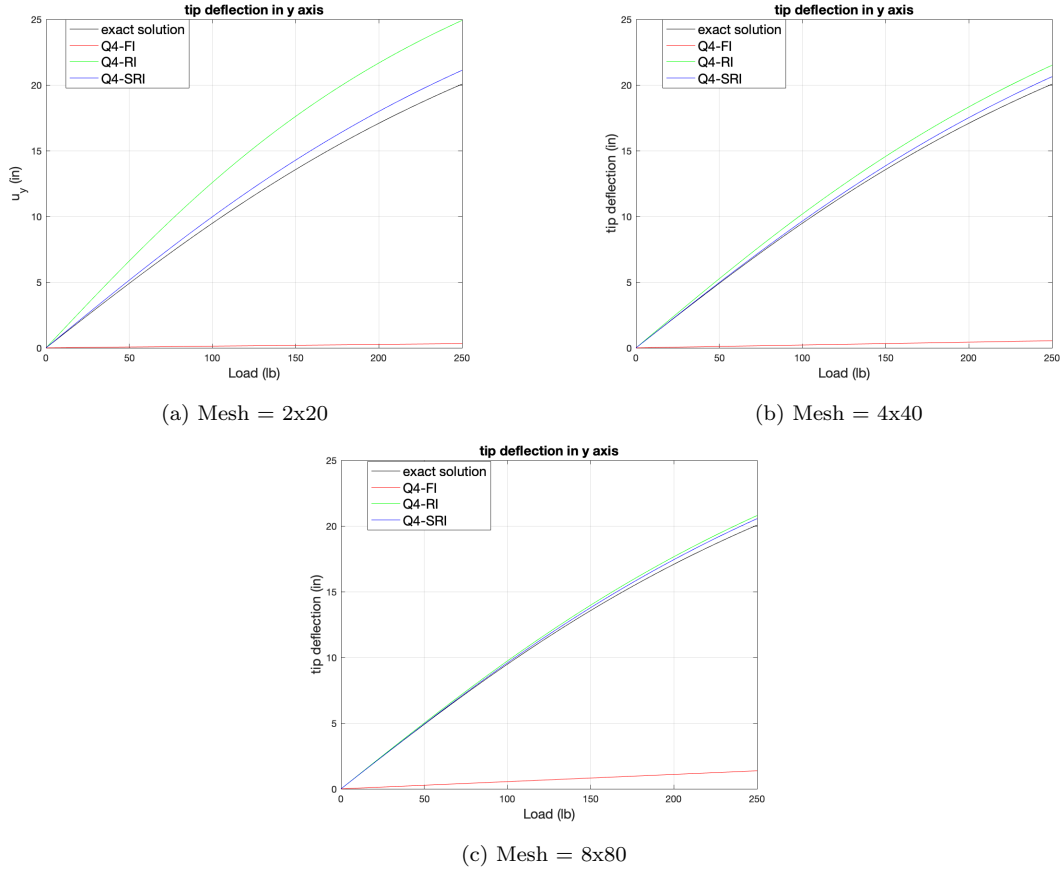 tip deflection in y axis
exact solution
Q4-FI
Q4-RI
Q4-SRI
25
20
15
10
5
0
u_y (in)
0 50 100 150 200 250
Load (lb)
(a) Mesh = 2x20
tip deflection in y axis
exact solution
Q4-FI
Q4-RI
Q4-SRI
25
20
15
10
5
0
tip deflection (in)
0 50 100 150 200 250
Load (lb)
(b) Mesh = 4x40
tip deflection in y axis
exact solution
Q4-FI
Q4-RI
Q4-SRI
25
20
15
10
5
0
tip deflection (in)
0 50 100 150 200 250
Load (lb)
(c) Mesh = 8x80